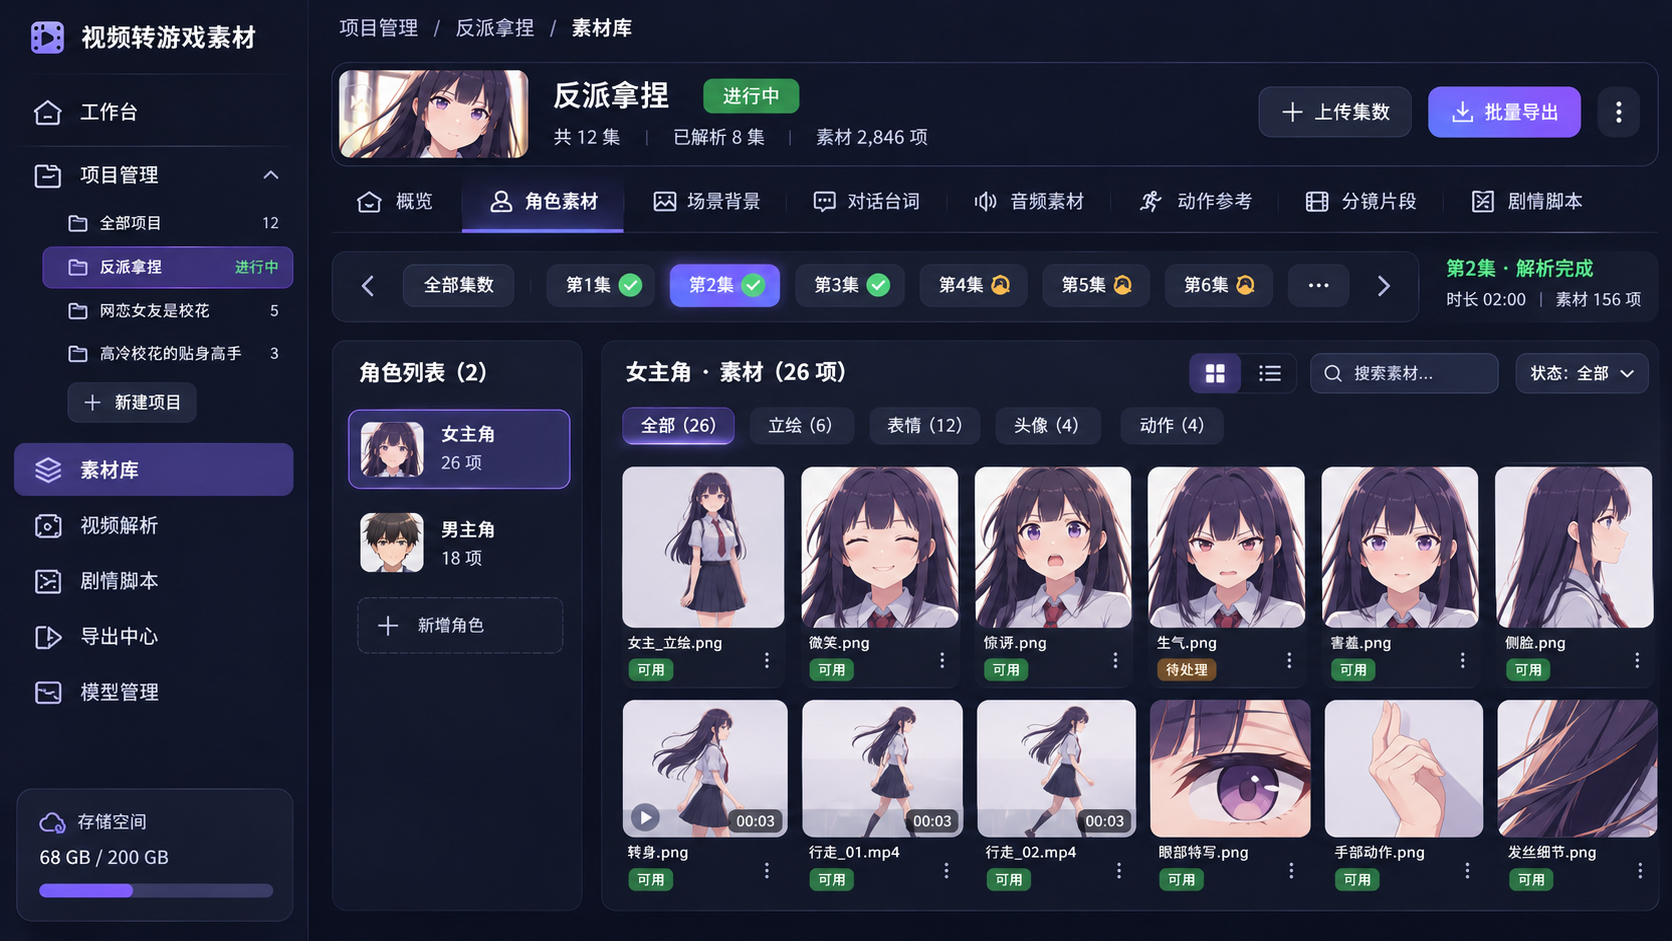 视频转游戏素材
工作台
项目管理
全部项目 12
反派拿捏 进行中
网恋女友是校花 5
高冷校花的贴身高手 3
新建项目
素材库
视频解析
剧情脚本
导出中心
模型管理
存储空间
68 GB / 200 GB
项目管理 / 反派拿捏 / 素材库
反派拿捏 进行中
共 12 集 | 已解析 8 集 | 素材 2,846 项
上传集数 批量导出
概览 角色素材 场景背景 对话台词 音频素材 动作参考 分镜片段 剧情脚本
全部集数 第1集 第2集 第3集 第4集 第5集 第6集 ...
第2集 · 解析完成
时长 02:00 | 素材 156 项
角色列表（2）
女主角
26 项
男主角
18 项
新增角色
女主角 · 素材（26 项）
搜索素材... 状态：全部
全部（26） 立绘（6） 表情（12） 头像（4） 动作（4）
女主_立绘.png 微笑.png 惊讶.png 生气.png 害羞.png 侧脸.png
可用 可用 可用 待处理 可用 可用
00:03 00:03 00:03
转身.png 行走_01.mp4 行走_02.mp4 眼部特写.png 手部动作.png 发丝细节.png
可用 可用 可用 可用 可用 可用